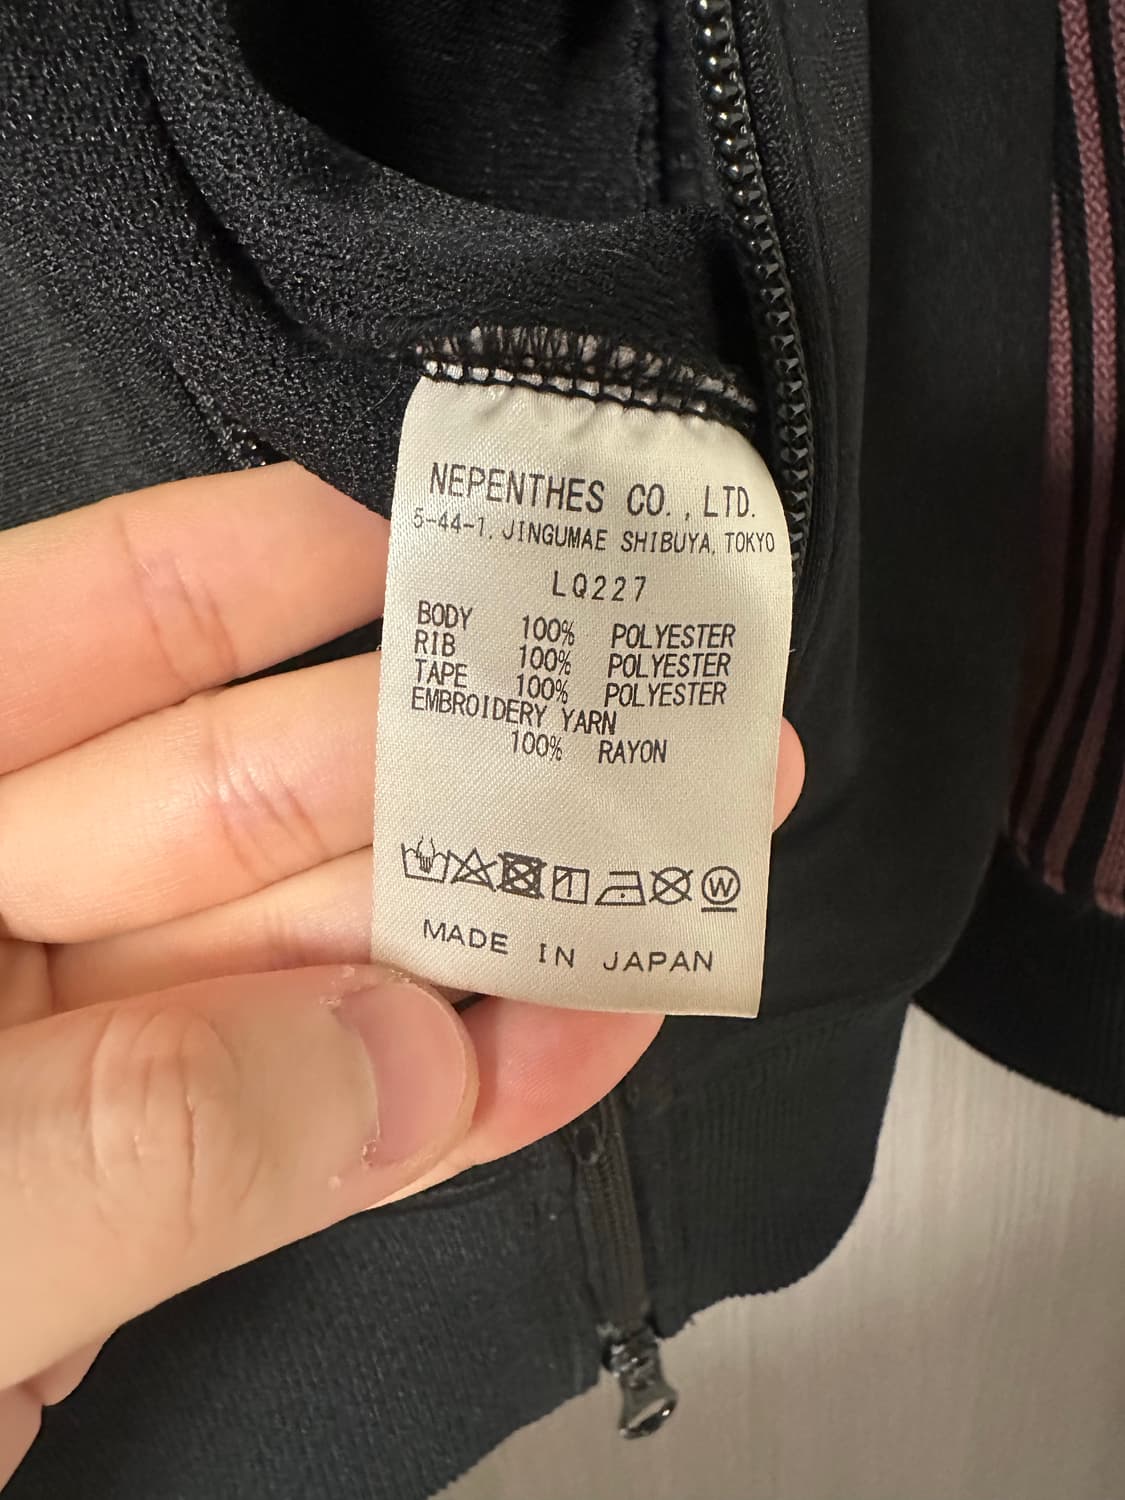 NEPENTHES CO., LTD.
5-44-1, JINGUMAE SHIBUYA, TOKYO
LQ227
BODY 100% POLYESTER
RIB 100% POLYESTER
TAPE 100% POLYESTER
EMBROIDERY YARN
100% RAYON
W
MADE IN JAPAN